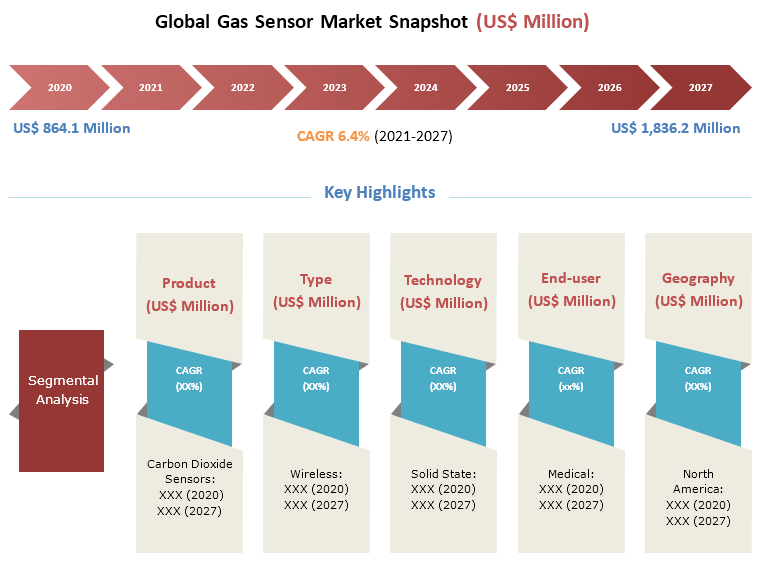 Global Gas Sensor Market Snapshot (US$ Million)
2020 2021 2022 2023 2024 2025 2026 2027
US$ 864.1 Million CAGR 6.4% (2021-2027) US$ 1,836.2 Million
Key Highlights
Segmental
Analysis
Product
(US$ Million)
CAGR
(XX%)
Carbon Dioxide
Sensors:
XXX (2020)
XXX (2027)
Type
(US$ Million)
CAGR
(XX%)
Wireless:
XXX (2020)
XXX (2027)
Technology
(US$ Million)
CAGR
(XX%)
Solid State:
XXX (2020)
XXX (2027)
End-user
(US$ Million)
CAGR
(xx%)
Medical:
XXX (2020)
XXX (2027)
Geography
(US$ Million)
CAGR
(XX%)
North
America:
XXX (2020)
XXX (2027)